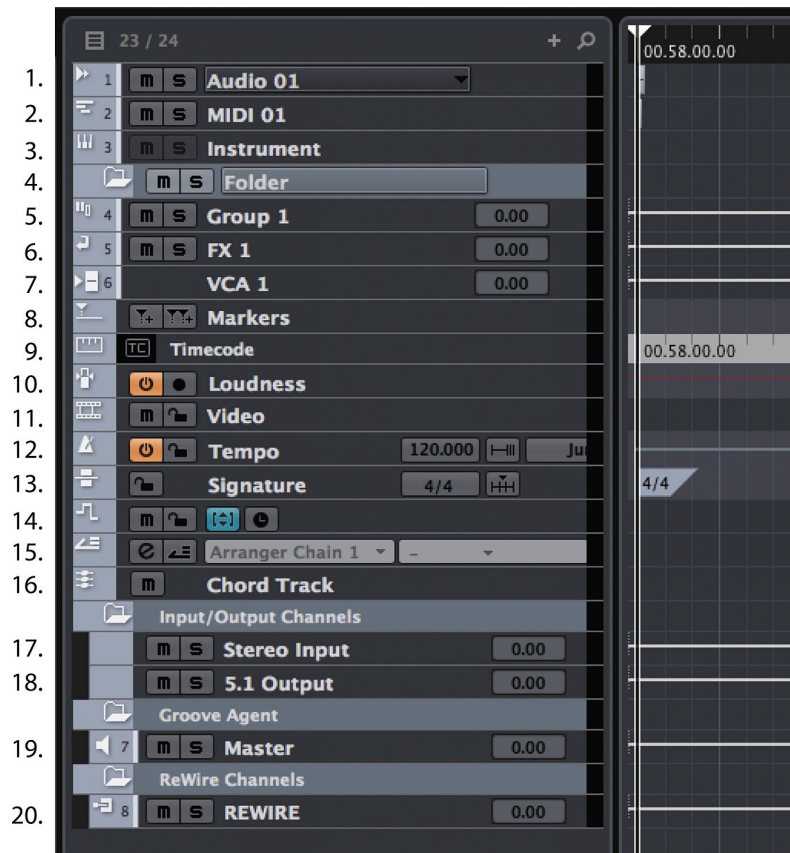 23 / 24 +
00.58.00.00
1. 1 m S Audio 01
2. 2 m S MIDI 01
3. 3 m S Instrument
4. m S Folder
5. 4 m S Group 1 0.00
6. 5 m S FX 1 0.00
7. 6 VCA 1 0.00
8. Markers
9. TC Timecode 00.58.00.00
10. Loudness
11. m Video
12. Tempo 120.000 Ju
13. Signature 4/4 4/4
14. m
15. e Arranger Chain 1 –
16. m Chord Track
Input/Output Channels
17. m S Stereo Input 0.00
18. m S 5.1 Output 0.00
Groove Agent
19. 7 m S Master 0.00
ReWire Channels
20. 8 m S REWIRE 0.00